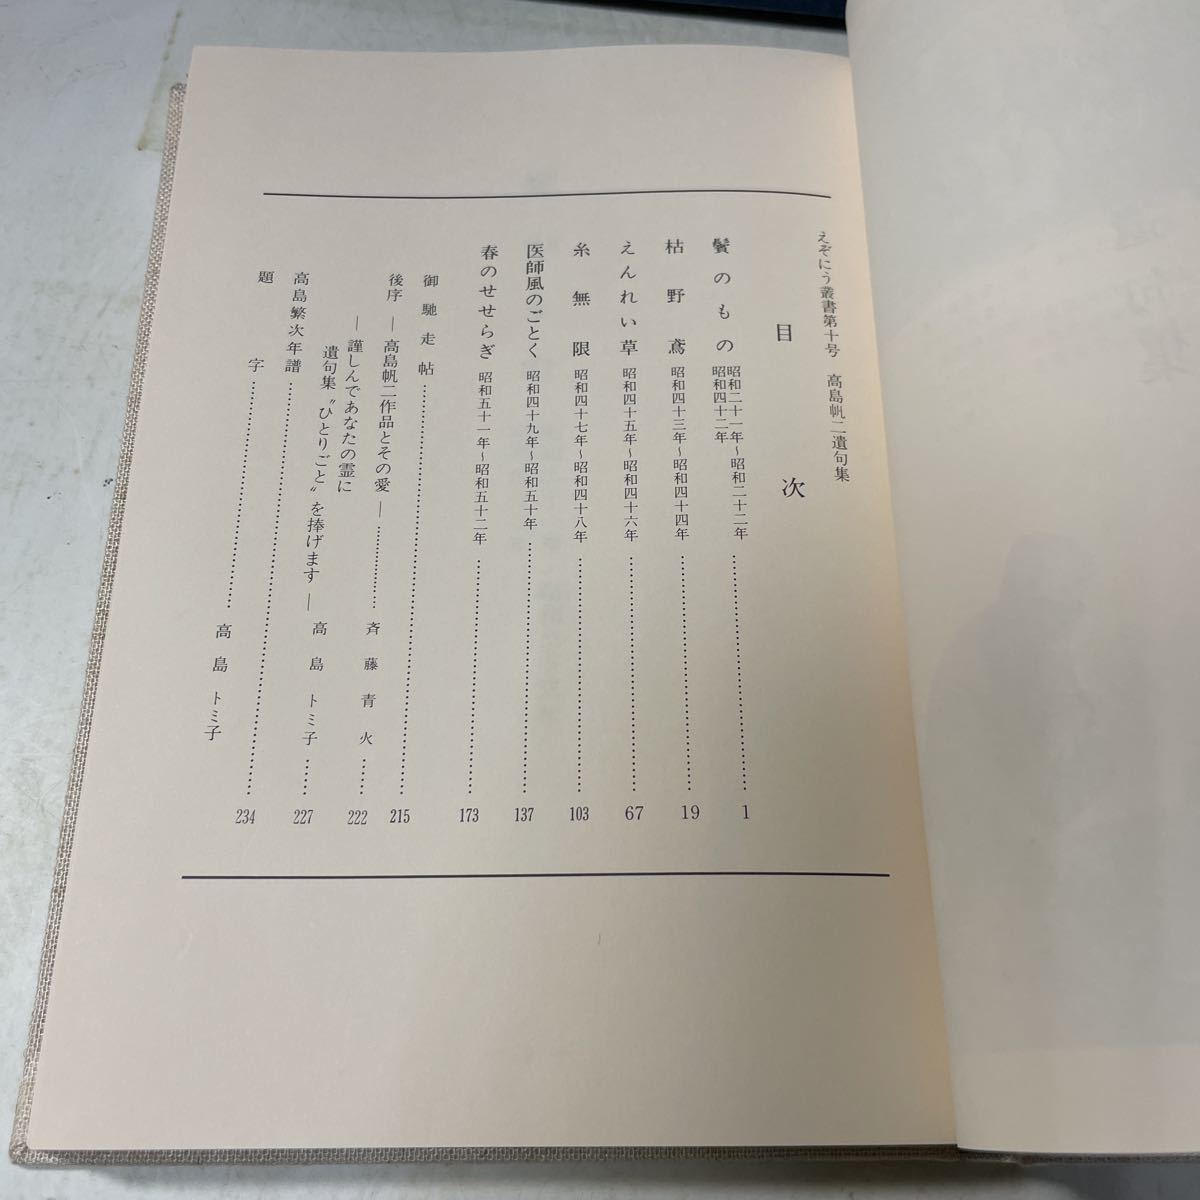 えぞにう叢書第十号 高島帆二遺句集
目次
鬢のもの 昭和二十一年~昭和二十二年 昭和四十二年 ……………… 1
枯野鳶 昭和四十三年~昭和四十四年 ……………… 19
えんれい草 昭和四十五年~昭和四十六年 ……………… 67
糸無限 昭和四十七年~昭和四十八年 ……………… 103
医師風のごとく 昭和四十九年~昭和五十年 ……………… 137
春のせせらぎ 昭和五十一年~昭和五十二年 ……………… 173
御馳走帖 ……………… 215
後序 ―高島帆二作品とその愛― ……………… 斉藤青火 …… 222
―謹しんであなたの霊に
遺句集〝ひとりごと〟を捧げます― 高島トミ子 …… 227
高島繁次年譜 ……………… 234
題字 ……………… 高島トミ子